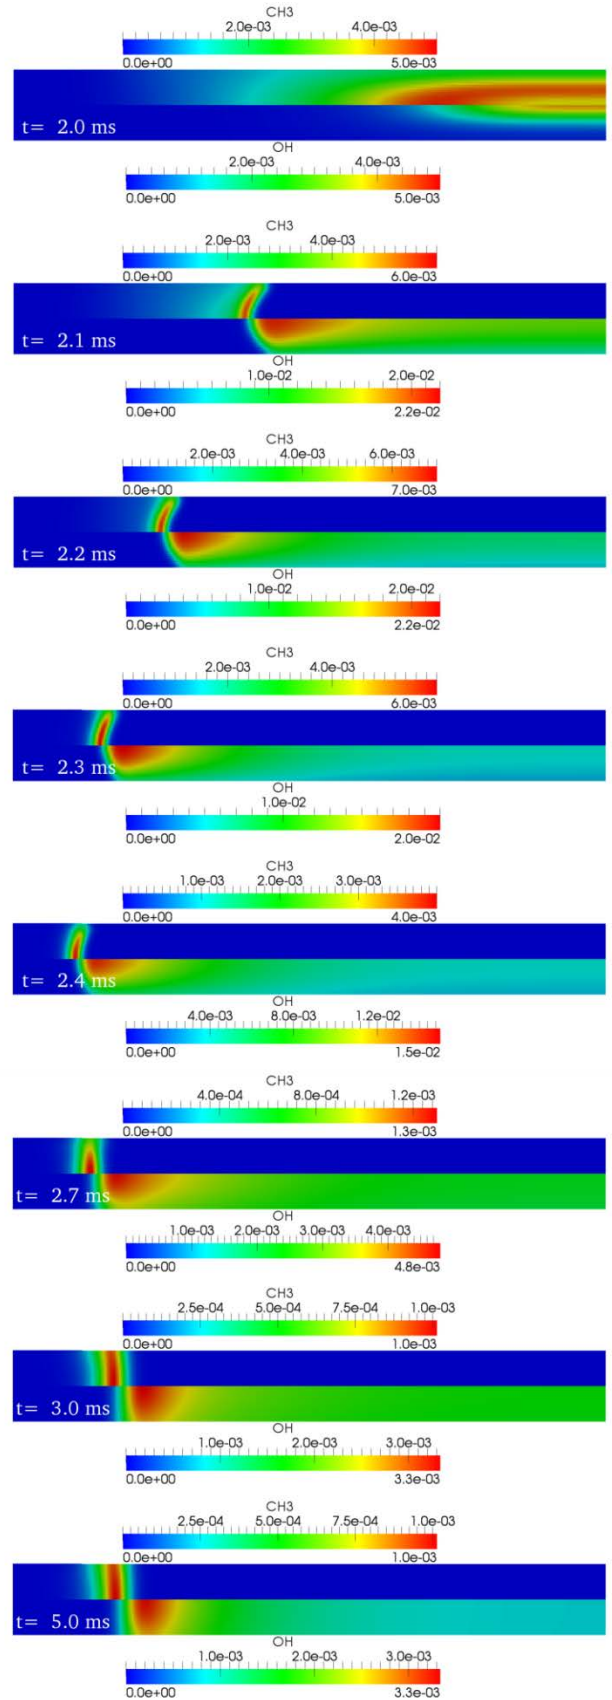 CH3
2.0e-03 4.0e-03
0.0e+00 5.0e-03
t= 2.0 ms
OH
2.0e-03 4.0e-03
0.0e+00 5.0e-03
CH3
2.0e-03 4.0e-03
0.0e+00 6.0e-03
t= 2.1 ms
OH
1.0e-02 2.0e-02
0.0e+00 2.2e-02
CH3
2.0e-03 4.0e-03 6.0e-03
0.0e+00 7.0e-03
t= 2.2 ms
OH
1.0e-02 2.0e-02
0.0e+00 2.2e-02
CH3
2.0e-03 4.0e-03
0.0e+00 6.0e-03
t= 2.3 ms
OH
1.0e-02
0.0e+00 2.0e-02
CH3
1.0e-03 2.0e-03 3.0e-03
0.0e+00 4.0e-03
t= 2.4 ms
OH
4.0e-03 8.0e-03 1.2e-02
0.0e+00 1.5e-02
CH3
4.0e-04 8.0e-04 1.2e-03
0.0e+00 1.3e-03
t= 2.7 ms
OH
1.0e-03 2.0e-03 3.0e-03 4.0e-03
0.0e+00 4.8e-03
CH3
2.5e-04 5.0e-04 7.5e-04 1.0e-03
0.0e+00 1.0e-03
t= 3.0 ms
OH
1.0e-03 2.0e-03 3.0e-03
0.0e+00 3.3e-03
CH3
2.5e-04 5.0e-04 7.5e-04 1.0e-03
0.0e+00 1.0e-03
t= 5.0 ms
OH
1.0e-03 2.0e-03 3.0e-03
0.0e+00 3.3e-03